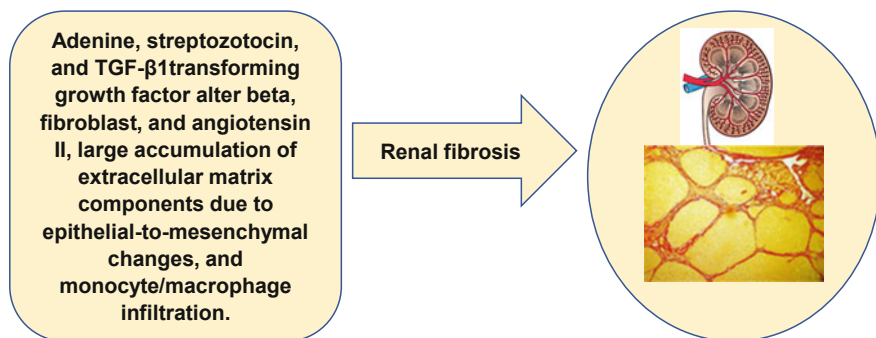 Adenine, streptozotocin,
and TGF-β1transforming
growth factor alter beta,
fibroblast, and angiotensin
II, large accumulation of
extracellular matrix
components due to
epithelial-to-mesenchymal
changes, and
monocyte/macrophage
infiltration.
Renal fibrosis